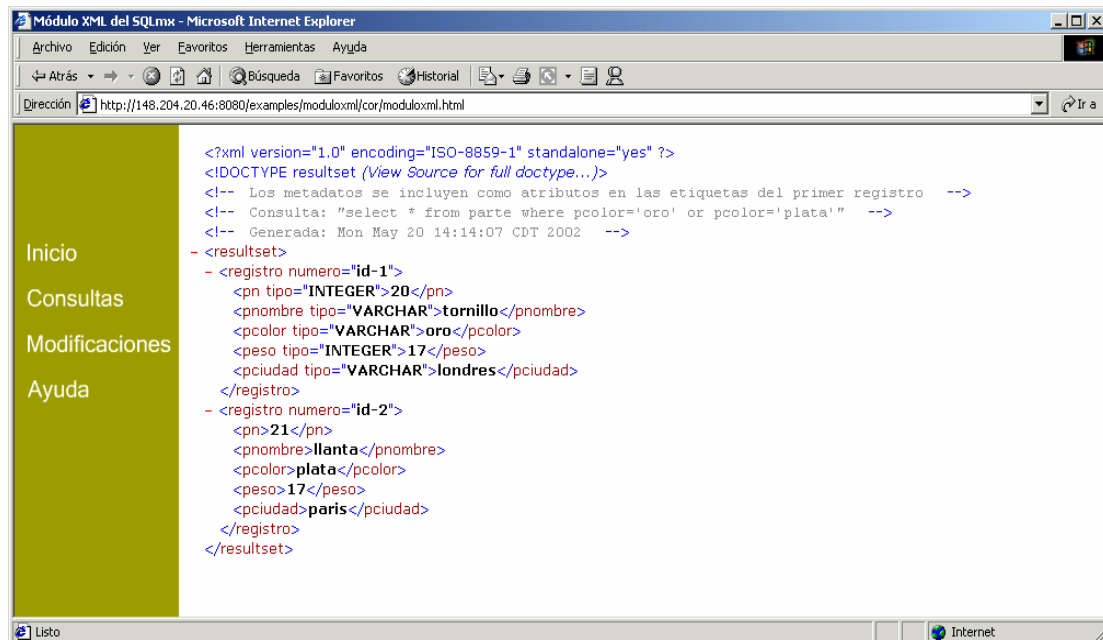 Módulo XML del SQLmx - Microsoft Internet Explorer
Archivo Edición Ver Favoritos Herramientas Ayuda
Atrás Búsqueda Favoritos Historial
Dirección http://148.204.20.46:8080/examples/moduloxml/cor/moduloxml.html Ir a
Inicio
Consultas
Modificaciones
Ayuda
<?xml version="1.0" encoding="ISO-8859-1" standalone="yes" ?>
<!DOCTYPE resultset (View Source for full doctype...)>
<!-- Los metadatos se incluyen como atributos en las etiquetas del primer registro -->
<!-- Consulta: "select * from parte where pcolor='oro' or pcolor='plata'" -->
<!-- Generada: Mon May 20 14:14:07 CDT 2002 -->
- <resultset>
- <registro numero="id-1">
<pn tipo="INTEGER">20</pn>
<pnombre tipo="VARCHAR">tornillo</pnombre>
<pcolor tipo="VARCHAR">oro</pcolor>
<peso tipo="INTEGER">17</peso>
<pciudad tipo="VARCHAR">londres</pciudad>
</registro>
- <registro numero="id-2">
<pn>21</pn>
<pnombre>llanta</pnombre>
<pcolor>plata</pcolor>
<peso>17</peso>
<pciudad>paris</pciudad>
</registro>
</resultset>
Listo Internet